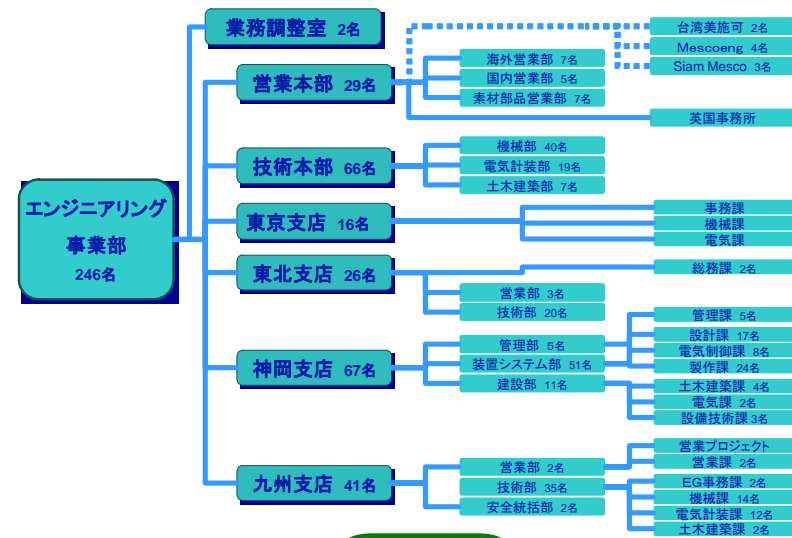 業務調整室 2名
営業本部 29名
海外営業部 7名
国内営業部 5名
素材部品営業部 7名
台湾美施可 2名
Mescoeng 4名
Siam Mesco 3名
英国事務所
技術本部 66名
機械部 40名
電気計装部 19名
土木建築部 7名
エンジニアリング
事業部
246名
東京支店 16名
事務課
機械課
電気課
東北支店 26名
総務課 2名
営業部 3名
技術部 20名
神岡支店 67名
管理部 5名
装置システム部 51名
建設部 11名
管理課 5名
設計課 17名
電気制御課 8名
製作課 24名
土木建築課 4名
電気課 2名
設備技術課 3名
九州支店 41名
営業部 2名
技術部 35名
安全統括部 2名
営業プロジェクト
営業課 2名
EG事務課 2名
機械課 14名
電気計装課 12名
土木建築課 2名